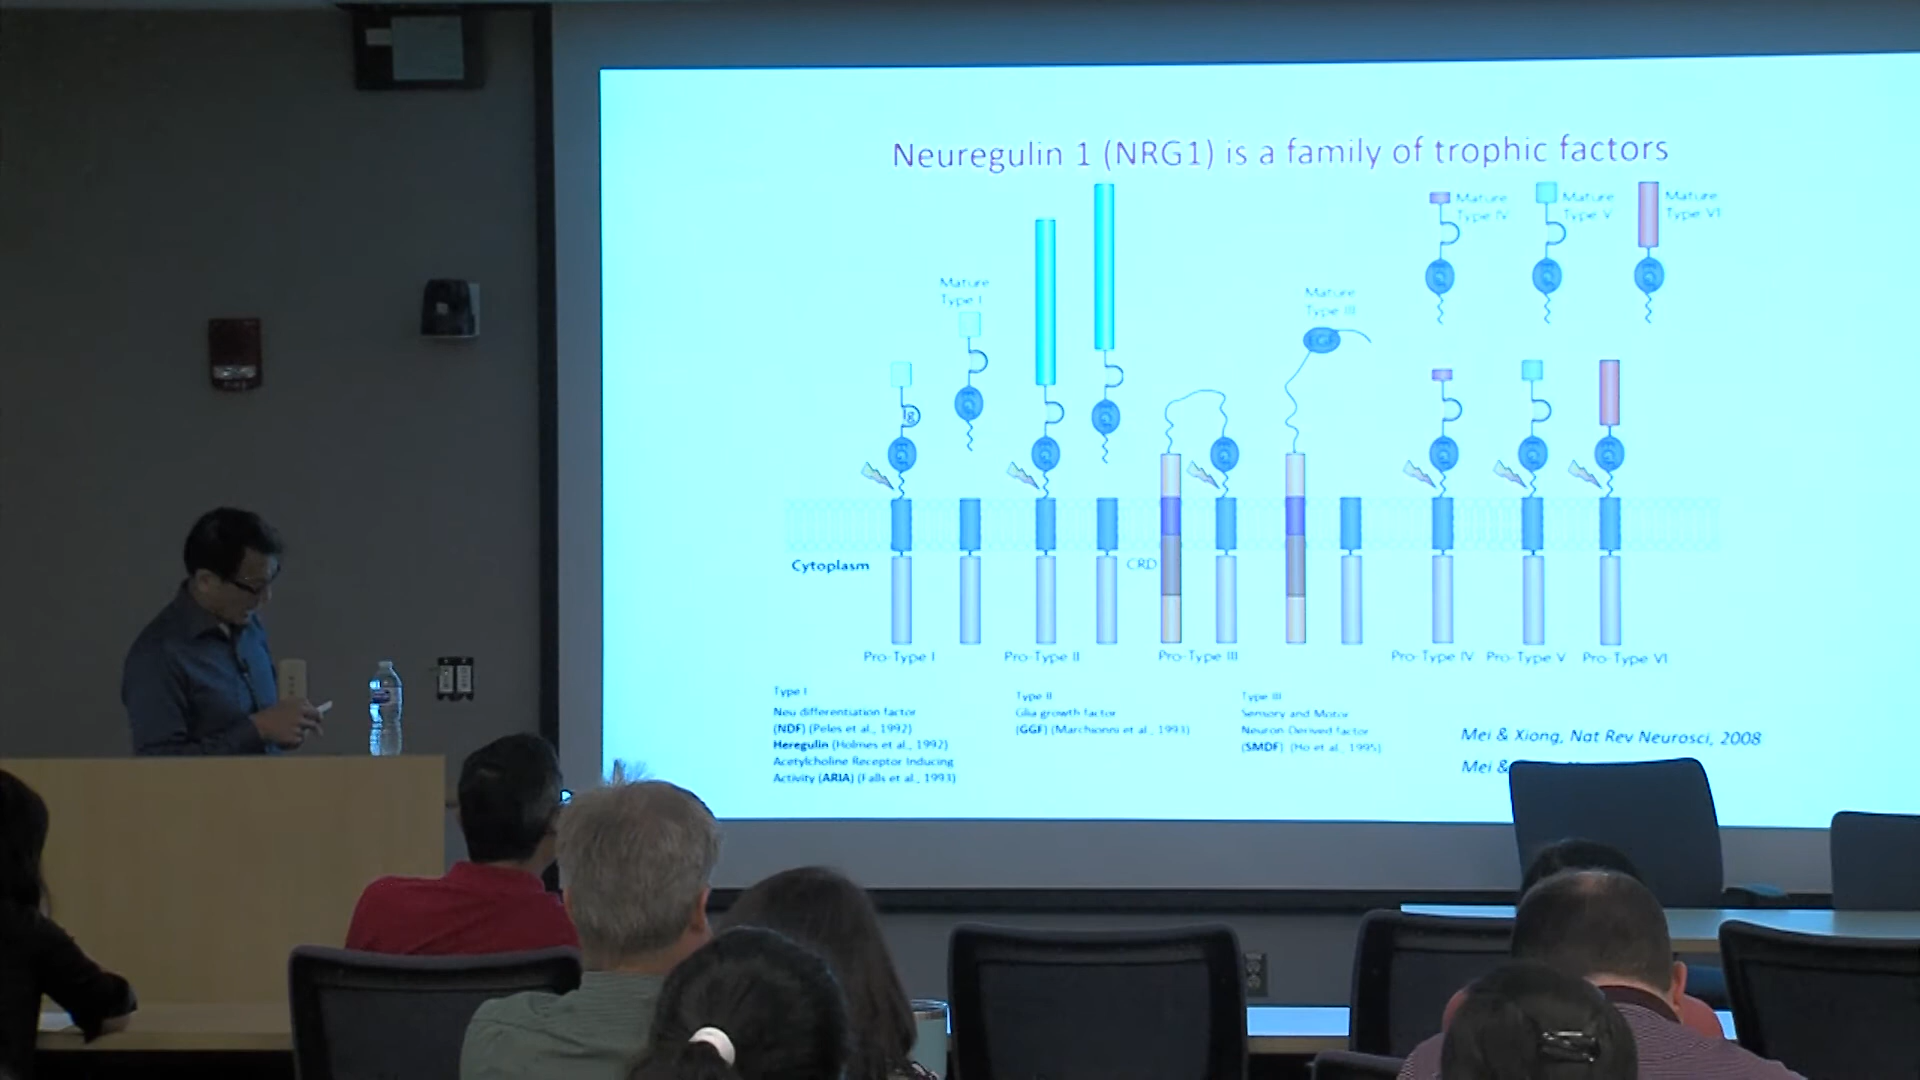 Neuregulin 1 (NRG1) is a family of trophic factors
Mature
Type I
Mature
Type III
Mature
Type IV
Mature
Type V
Mature
Type VI
Cytoplasm
CRD
Pro-Type I
Pro-Type II
Pro-Type III
Pro-Type IV
Pro-Type V
Pro-Type VI
Type I
Neu differentiation factor
(NDF) (Peles et al., 1992)
Heregulin (Holmes et al., 1992)
Acetylcholine Receptor Inducing
Activity (ARIA) (Falls et al., 1993)
Type II
Glia growth factor
(GGF) (Marchionni et al., 1993)
Type III
Sensory and Motor
Neuron Derived factor
(SMDF) (Ho et al., 1995)
Mei & Xiong, Nat Rev Neurosci, 2008
Mei &